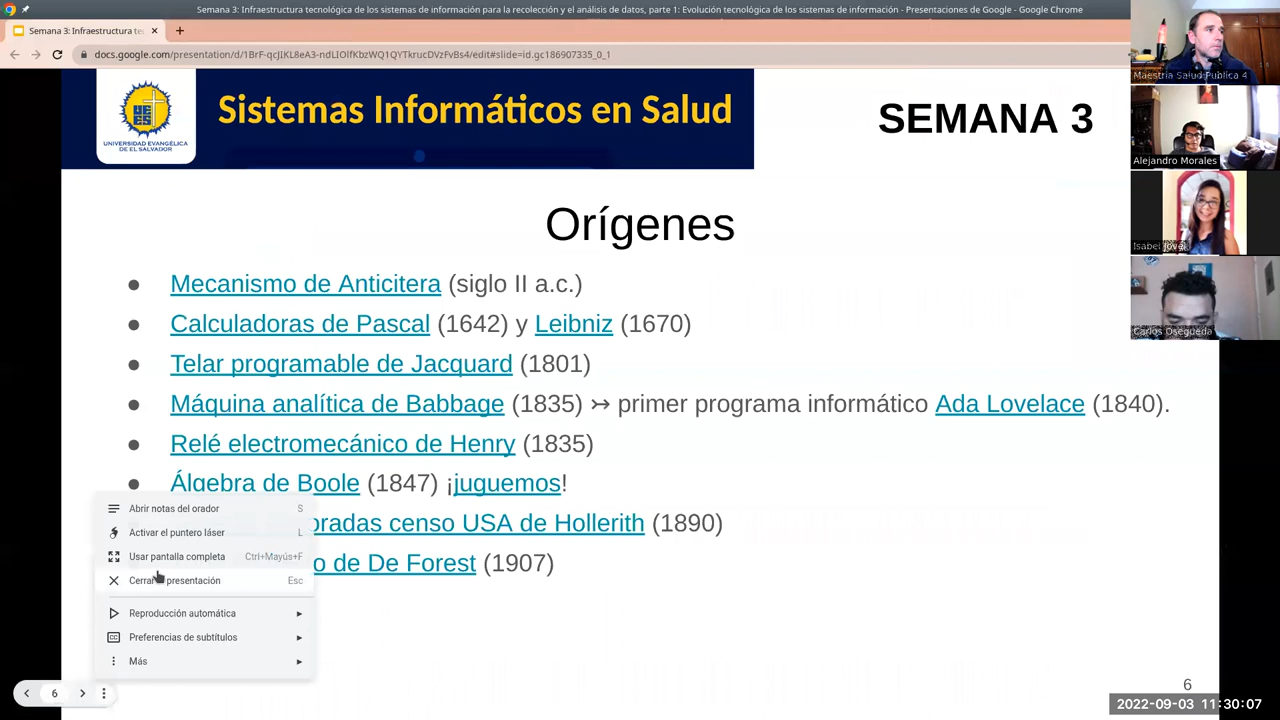 Semana 3: Infraestructura tecnológica de los sistemas de información para la recolección y el análisis de datos, parte 1: Evolución tecnológica de los sistemas de información - Presentaciones de Google - Google Chrome
Semana 3: Infraestructura te
docs.google.com/presentation/d/1BrF-qcJIKL8eA3-ndLIOlfKbzWQ1QYTkrucDVzFvBs4/edit#slide=id.gc186907335_0_1
UEES
UNIVERSIDAD EVANGÉLICA
DE EL SALVADOR
Sistemas Informáticos en Salud
SEMANA 3
Maestría Salud Publica 4
Alejandro Morales
Isabel Jovel
Carlos Osegueda
Orígenes
● Mecanismo de Anticitera (siglo II a.c.)
● Calculadoras de Pascal (1642) y Leibniz (1670)
● Telar programable de Jacquard (1801)
● Máquina analítica de Babbage (1835) ↣ primer programa informático Ada Lovelace (1840).
● Relé electromecánico de Henry (1835)
● Álgebra de Boole (1847) ¡juguemos!
oradas censo USA de Hollerith (1890)
o de De Forest (1907)
Abrir notas del orador S
Activar el puntero láser L
Usar pantalla completa Ctrl+Mayús+F
Cerrar presentación Esc
Reproducción automática
CC Preferencias de subtítulos
Más
6
6
2022-09-03 11:30:07